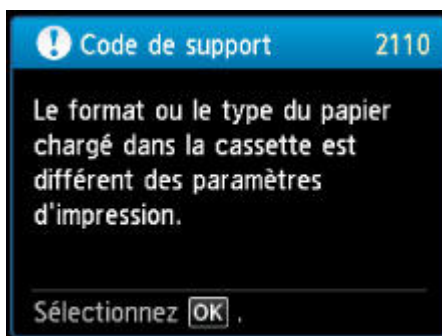 Code de support 2110
Le format ou le type du papier
chargé dans la cassette est
différent des paramètres
d'impression.
Sélectionnez OK .